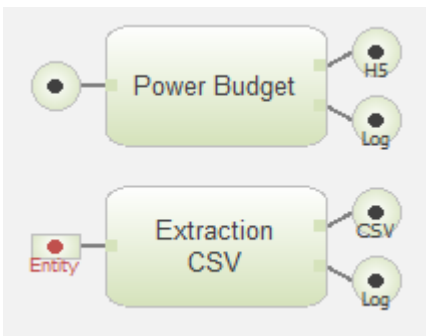 Power Budget
H5
Log
Extraction
CSV
Entity
CSV
Log